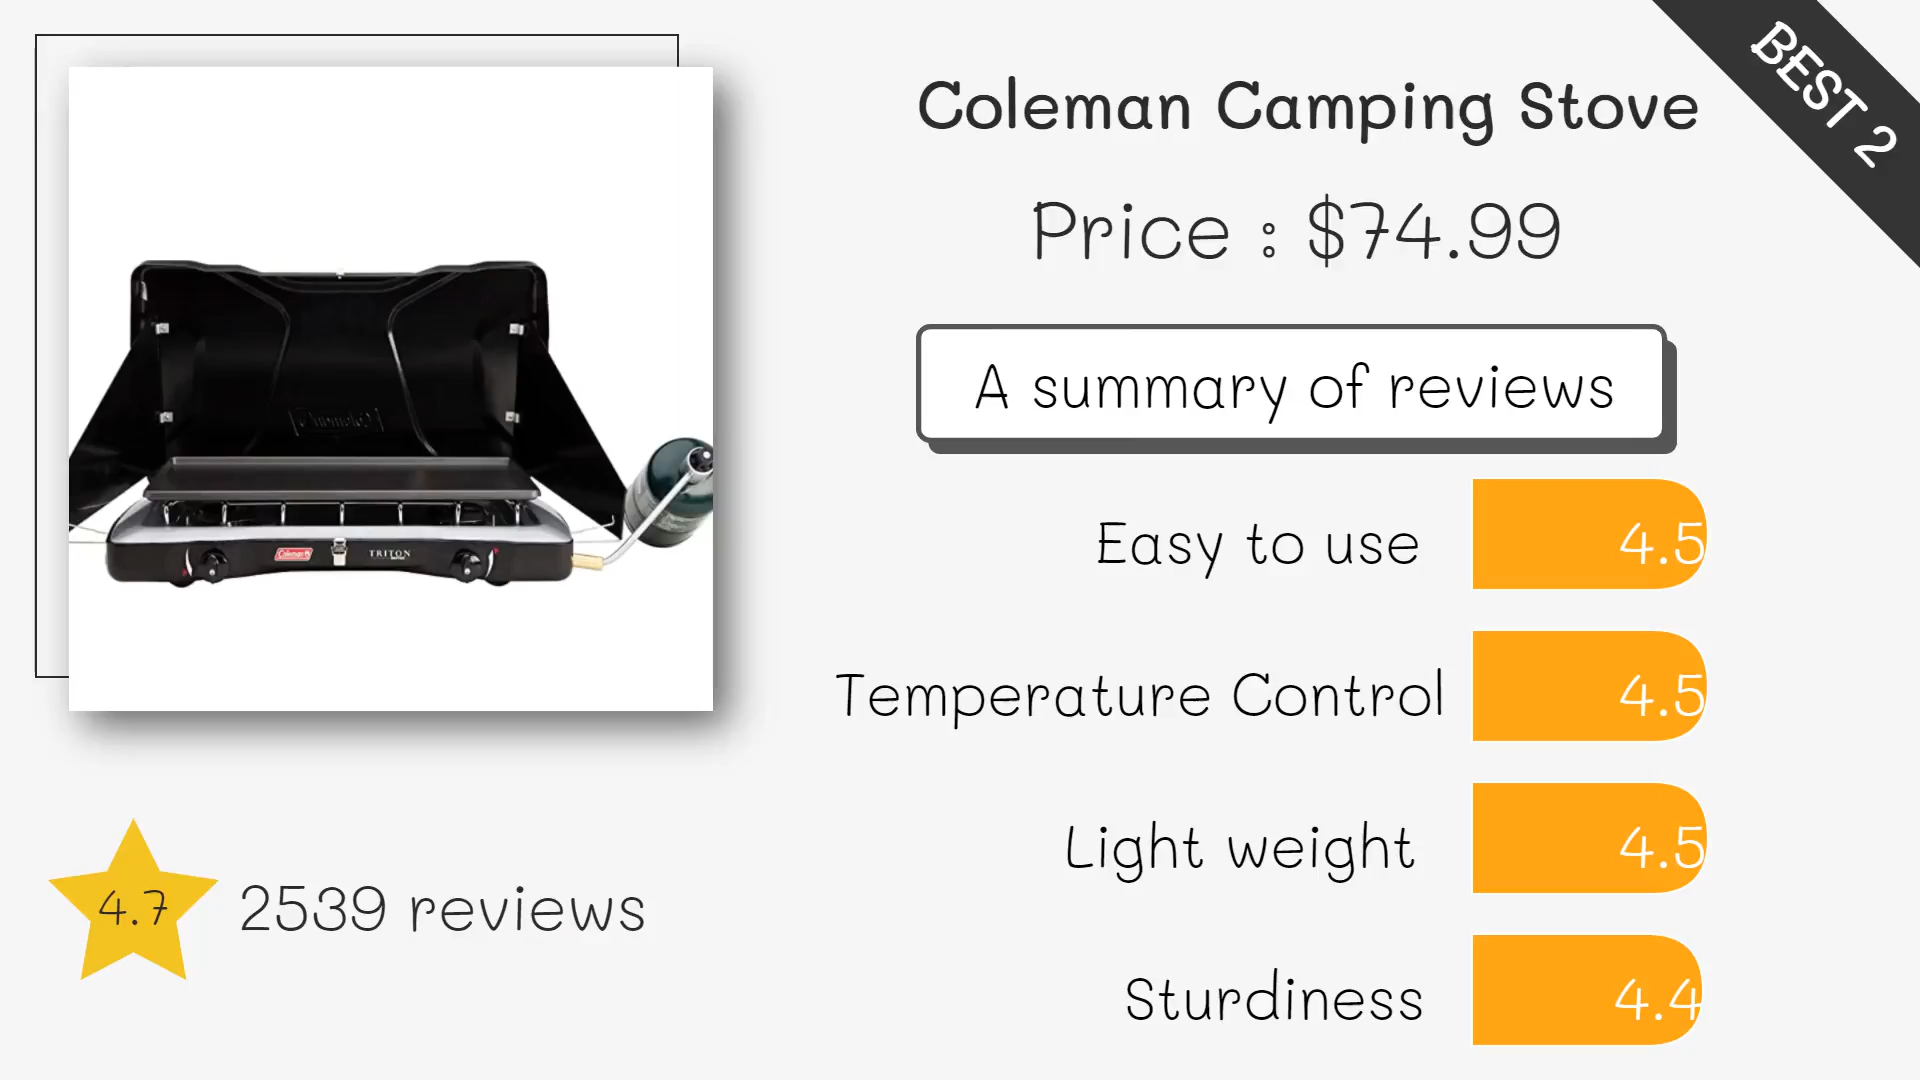 BEST 2
Coleman Camping Stove
Price : $74.99
A summary of reviews
Easy to use 4.5
Temperature Control 4.5
Light weight 4.5
Sturdiness 4.4
Coleman
TRITON
4.7 2539 reviews